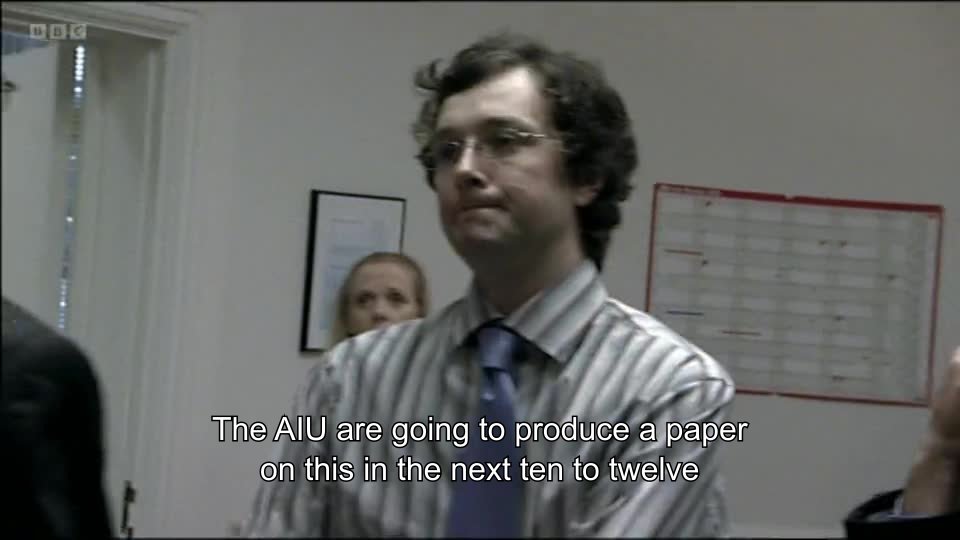 BBC
The AIU are going to produce a paper
on this in the next ten to twelve